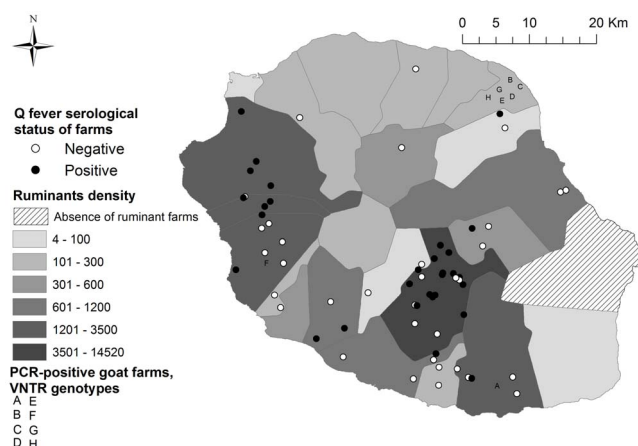 N
0 5 10 20 Km
Q fever serological
status of farms
Negative
Positive
Ruminants density
Absence of ruminant farms
4 - 100
101 - 300
301 - 600
601 - 1200
1201 - 3500
3501 - 14520
PCR-positive goat farms,
VNTR genotypes
A E
B F
C G
D H
B
G C
H E D
F
A